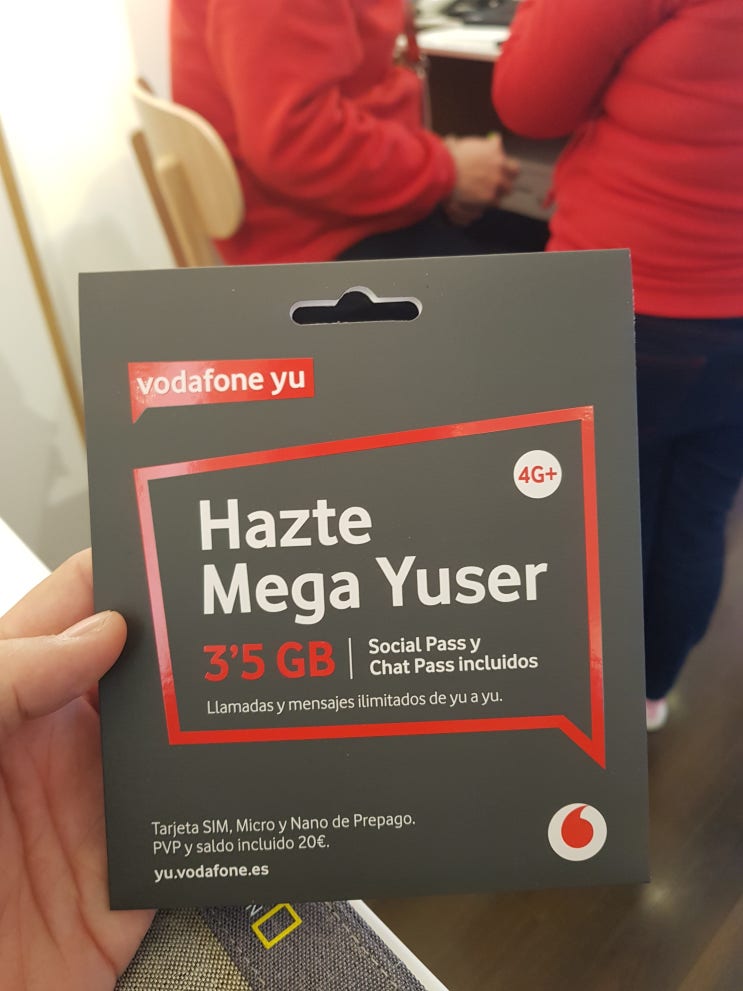 vodafone yu
4G+
Hazte
Mega Yuser
3'5 GB
Social Pass y
Chat Pass incluidos
Llamadas y mensajes ilimitados de yu a yu.
Tarjeta SIM, Micro y Nano de Prepago.
PVP y saldo incluido 20€.
yu.vodafone.es